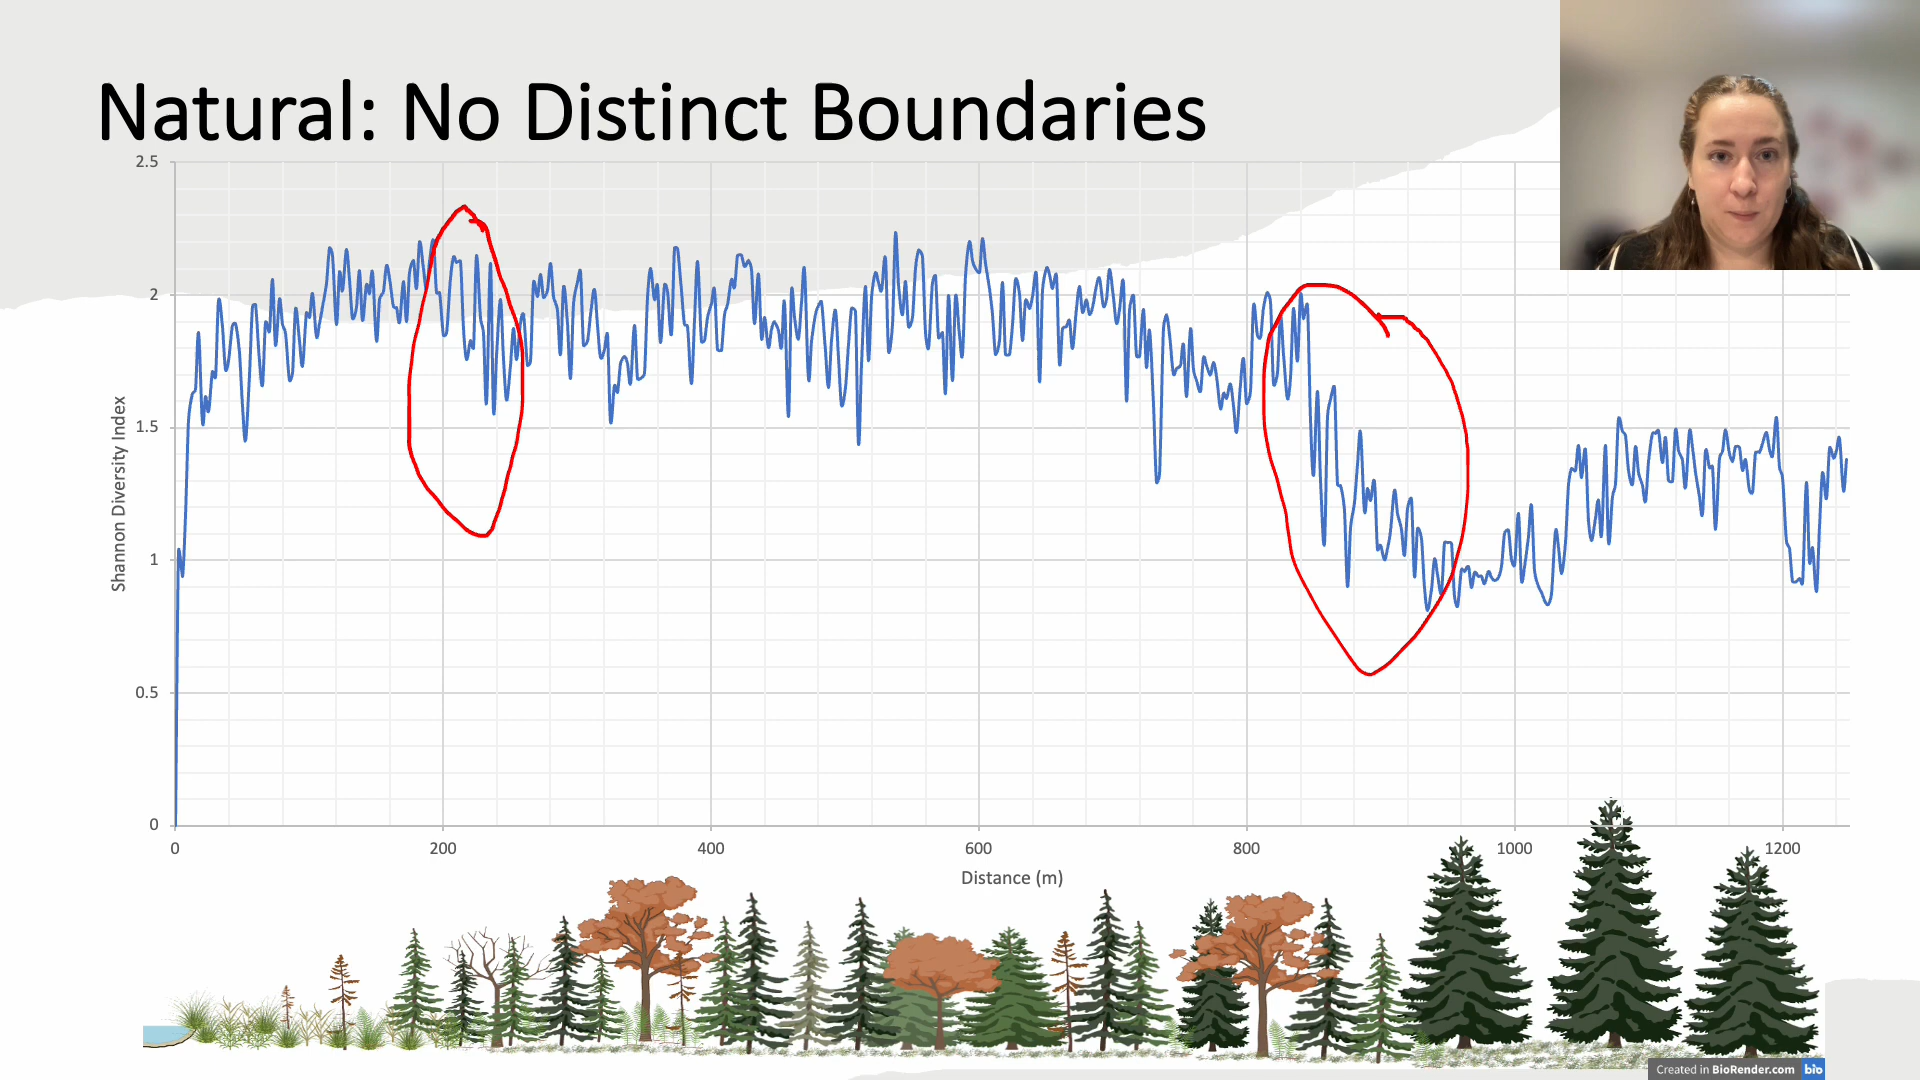 Natural: No Distinct Boundaries
2.5
2
1.5
1
0.5
0
Shannon Diversity Index
0 200 400 600 800 1000 1200
Distance (m)
Created in BioRender.com bio